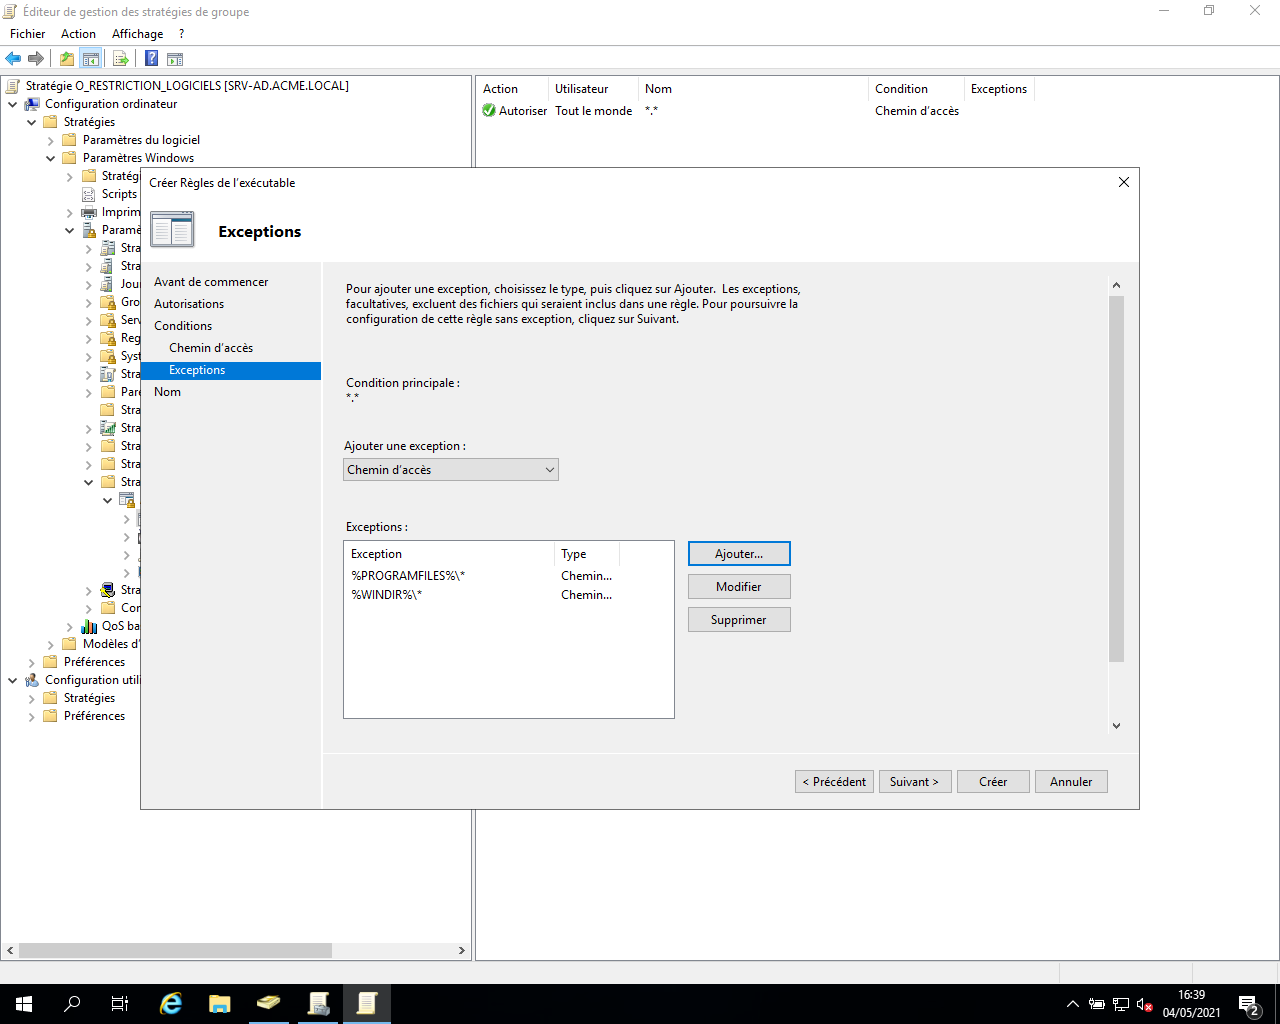 Éditeur de gestion des stratégies de groupe
Fichier Action Affichage ?
Stratégie O_RESTRICTION_LOGICIELS [SRV-AD.ACME.LOCAL]
Configuration ordinateur
Stratégies
Paramètres du logiciel
Paramètres Windows
Stratégi
Scripts
Imprim
Paramè
Stra
Stra
Jou
Gro
Serv
Reg
Syst
Stra
Pare
Stra
Stra
Stra
Stra
Stra
Stra
Con
QoS ba
Modèles d'
Préférences
Configuration utili
Stratégies
Préférences
Action Utilisateur Nom Condition Exceptions
Autoriser Tout le monde *.* Chemin d'accès
Créer Règles de l'exécutable
Exceptions
Avant de commencer
Autorisations
Conditions
Chemin d'accès
Exceptions
Nom
Pour ajouter une exception, choisissez le type, puis cliquez sur Ajouter. Les exceptions,
facultatives, excluent des fichiers qui seraient inclus dans une règle. Pour poursuivre la
configuration de cette règle sans exception, cliquez sur Suivant.
Condition principale :
*.*
Ajouter une exception :
Chemin d'accès
Exceptions :
Exception Type
%PROGRAMFILES%\* Chemin...
%WINDIR%\* Chemin...
Ajouter...
Modifier
Supprimer
< Précédent Suivant > Créer Annuler
16:39
04/05/2021
2